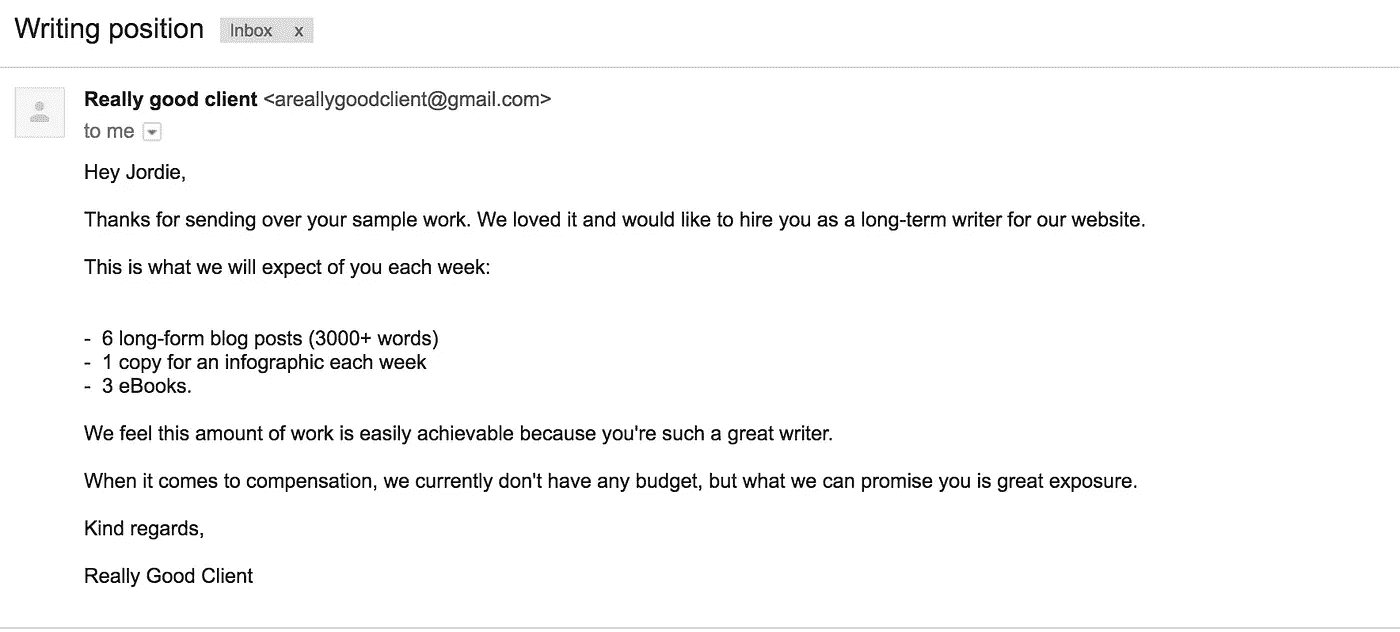 Writing position Inbox x
Really good client <areallygoodclient@gmail.com>
to me
Hey Jordie,
Thanks for sending over your sample work. We loved it and would like to hire you as a long-term writer for our website.
This is what we will expect of you each week:
- 6 long-form blog posts (3000+ words)
- 1 copy for an infographic each week
- 3 eBooks.
We feel this amount of work is easily achievable because you're such a great writer.
When it comes to compensation, we currently don't have any budget, but what we can promise you is great exposure.
Kind regards,
Really Good Client